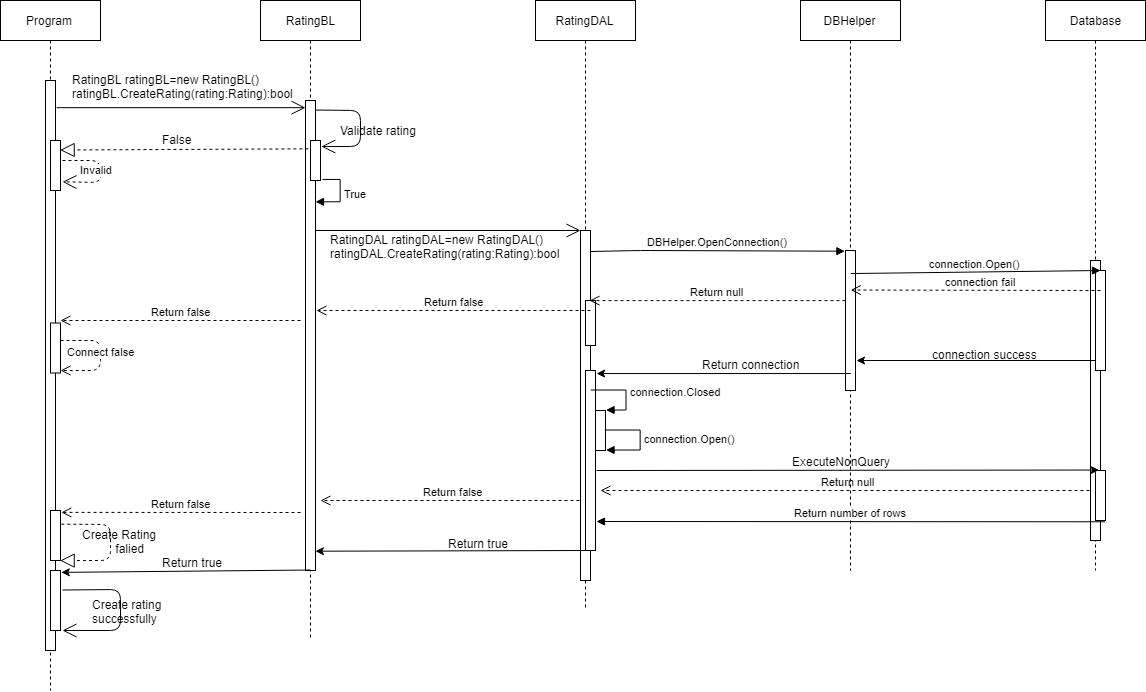 Program
RatingBL
RatingDAL
DBHelper
Database
RatingBL ratingBL=new RatingBL()
ratingBL.CreateRating(rating:Rating):bool
Validate rating
False
Invalid
True
RatingDAL ratingDAL=new RatingDAL()
ratingDAL.CreateRating(rating:Rating):bool
DBHelper.OpenConnection()
connection.Open()
connection fail
Return null
Return false
Return false
Connect false
connection success
Return connection
connection.Closed
connection.Open()
ExecuteNonQuery
Return null
Return false
Return false
Return number of rows
Create Rating
falied
Return true
Return true
Create rating
successfully